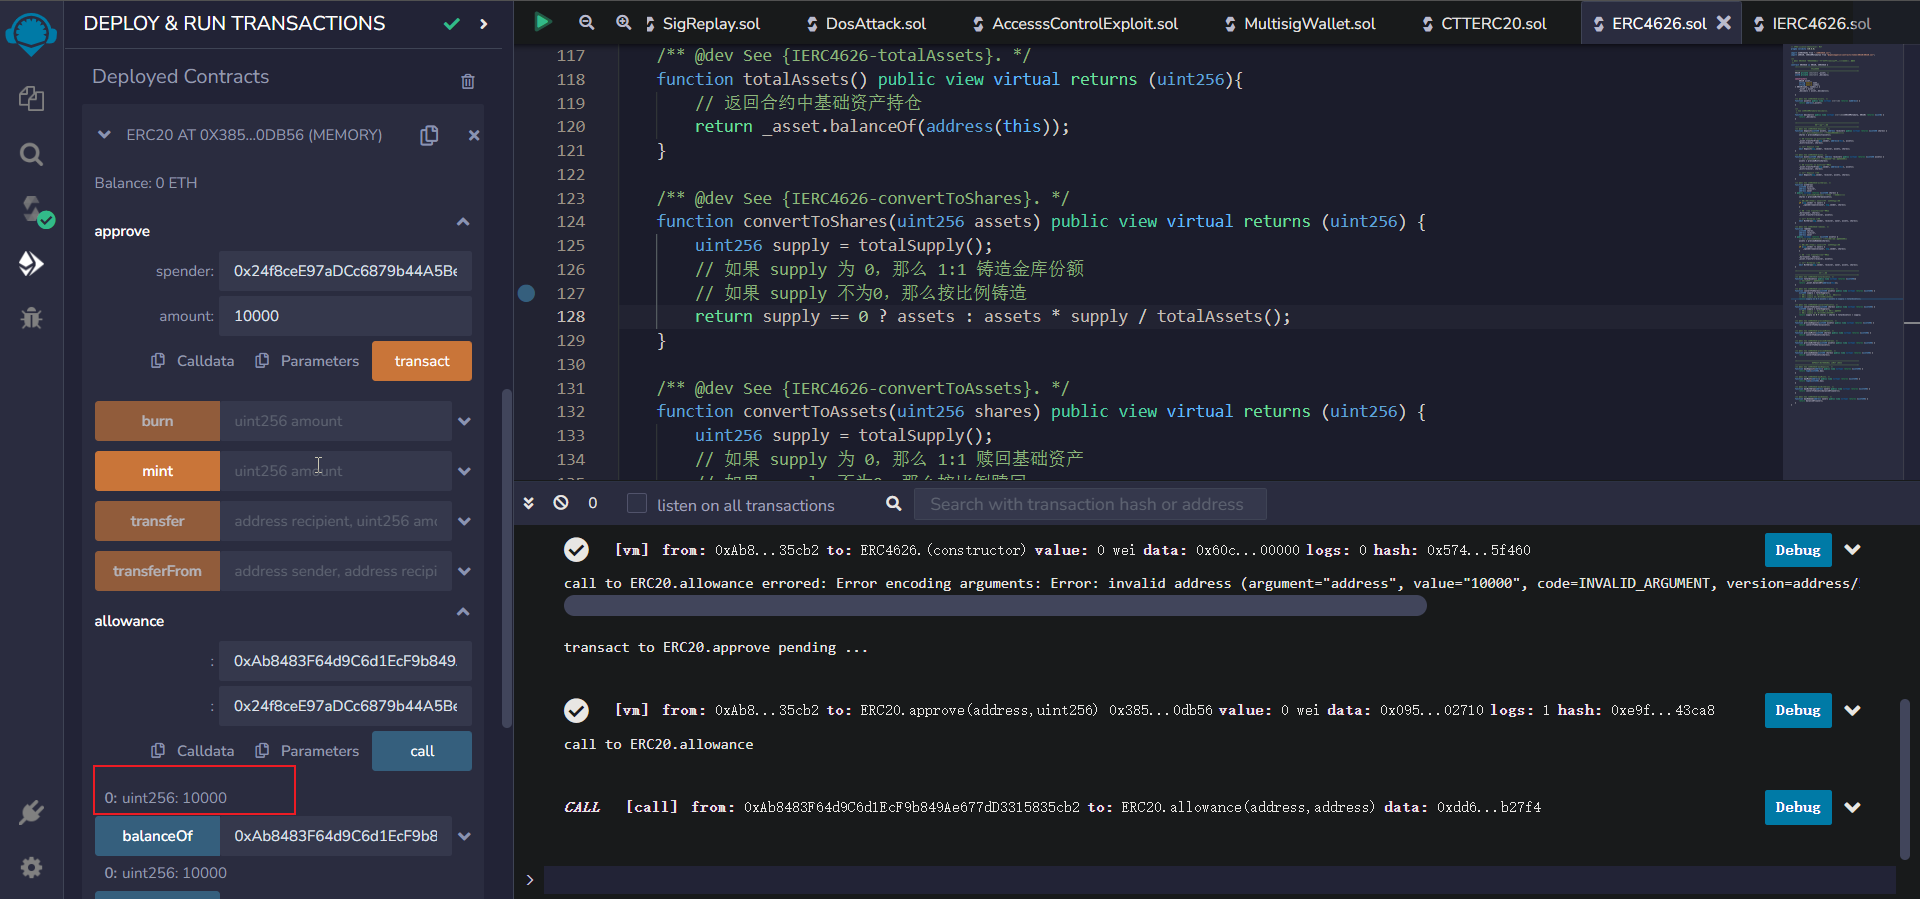 DEPLOY & RUN TRANSACTIONS
Deployed Contracts
ERC20 AT 0X385...0DB56 (MEMORY)
Balance: 0 ETH
approve
spender: 0x24f8ceE97aDCc6879b44A5Be
amount: 10000
Calldata Parameters transact
burn uint256 amount
mint uint256 amount
transfer address recipient, uint256 amo
transferFrom address sender, address recipi
allowance
: 0xAb8483F64d9C6d1EcF9b849.
: 0x24f8ceE97aDCc6879b44A5Be
Calldata Parameters call
0: uint256: 10000
balanceOf 0xAb8483F64d9C6d1EcF9b8
0: uint256: 10000
SigReplay.sol DosAttack.sol AccesssControlExploit.sol MultisigWallet.sol CTTERC20.sol ERC4626.sol IERC4626.sol
117 /** @dev See {IERC4626-totalAssets}. */
118 function totalAssets() public view virtual returns (uint256){
119 // 返回合约中基础资产持仓
120 return _asset.balanceOf(address(this));
121 }
122
123 /** @dev See {IERC4626-convertToShares}. */
124 function convertToShares(uint256 assets) public view virtual returns (uint256) {
125 uint256 supply = totalSupply();
126 // 如果 supply 为 0，那么 1:1 铸造金库份额
127 // 如果 supply 不为0，那么按比例铸造
128 return supply == 0 ? assets : assets * supply / totalAssets();
129 }
130
131 /** @dev See {IERC4626-convertToAssets}. */
132 function convertToAssets(uint256 shares) public view virtual returns (uint256) {
133 uint256 supply = totalSupply();
134 // 如果 supply 为 0，那么 1:1 赎回基础资产
0 listen on all transactions Search with transaction hash or address
[vm] from: 0xAb8...35cb2 to: ERC4626.(constructor) value: 0 wei data: 0x60c...00000 logs: 0 hash: 0x574...5f460 Debug
call to ERC20.allowance errored: Error encoding arguments: Error: invalid address (argument="address", value="10000", code=INVALID_ARGUMENT, version=address/
transact to ERC20.approve pending ...
[vm] from: 0xAb8...35cb2 to: ERC20.approve(address,uint256) 0x385...0db56 value: 0 wei data: 0x095...02710 logs: 1 hash: 0xe9f...43ca8 Debug
call to ERC20.allowance
CALL [call] from: 0xAb8483F64d9C6d1EcF9b849Ae677dD3315835cb2 to: ERC20.allowance(address,address) data: 0xdd6...b27f4 Debug
>